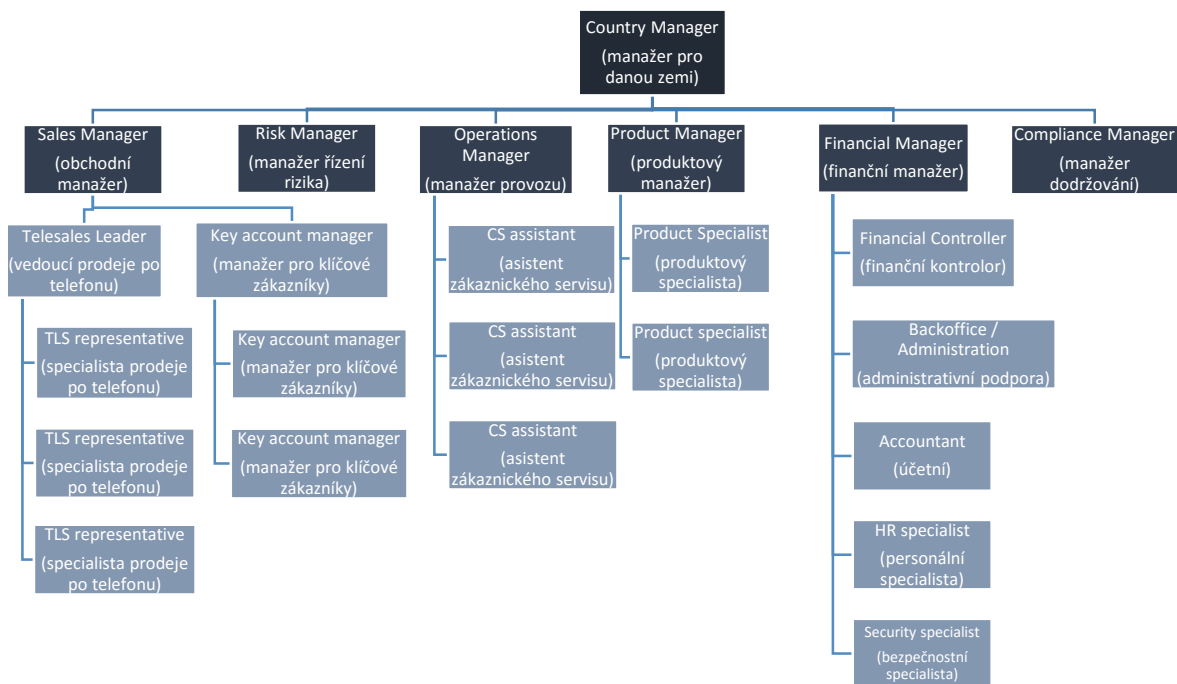 Country Manager
(manažer pro
danou zemi)
Sales Manager
(obchodní
manažer)
Risk Manager
(manažer řízení
rizika)
Operations
Manager
(manažer provozu)
Product Manager
(produktový
manažer)
Financial Manager
(finanční manažer)
Compliance Manager
(manažer
dodržování)
Telesales Leader
(vedoucí prodeje po
telefonu)
Key account manager
(manažer pro klíčové
zákazníky)
CS assistant
(asistent
zákaznického servisu)
Product Specialist
(produktový
specialista)
Financial Controller
(finanční kontrolor)
TLS representative
(specialista prodeje
po telefonu)
Key account manager
(manažer pro klíčové
zákazníky)
CS assistant
(asistent
zákaznického servisu)
Product specialist
(produktový
specialista)
Backoffice /
Administration
(administrativní podpora)
TLS representative
(specialista prodeje
po telefonu)
Key account manager
(manažer pro klíčové
zákazníky)
CS assistant
(asistent
zákaznického servisu)
Accountant
(účetní)
TLS representative
(specialista prodeje
po telefonu)
HR specialist
(personální
specialista)
Security specialist
(bezpečnostní
specialista)